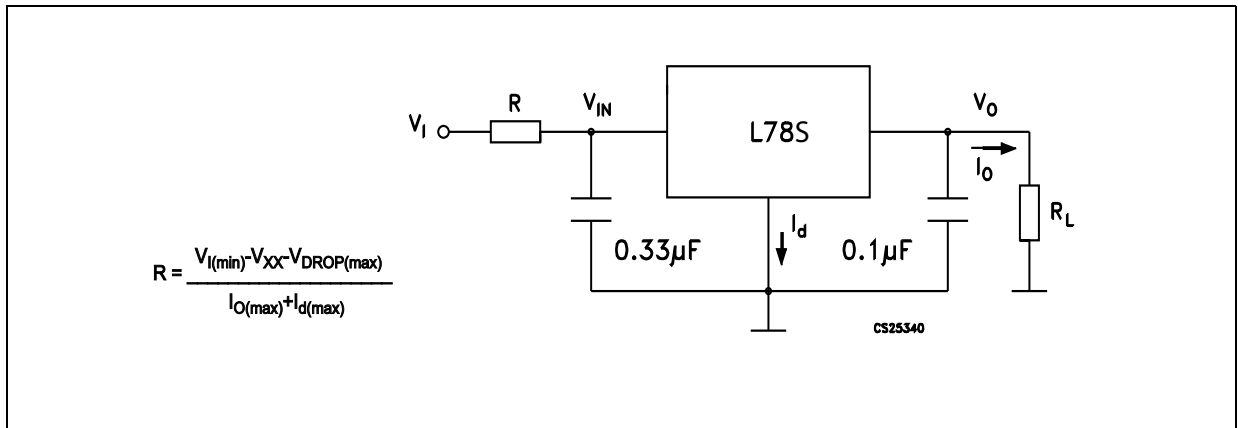 R
V_IN
V_O
V_I
L78S
I_O
R_L
I_d
0.33µF
0.1µF
R = V_I(min)-V_XX-V_DROP(max)
I_O(max)+I_d(max)
CS25340